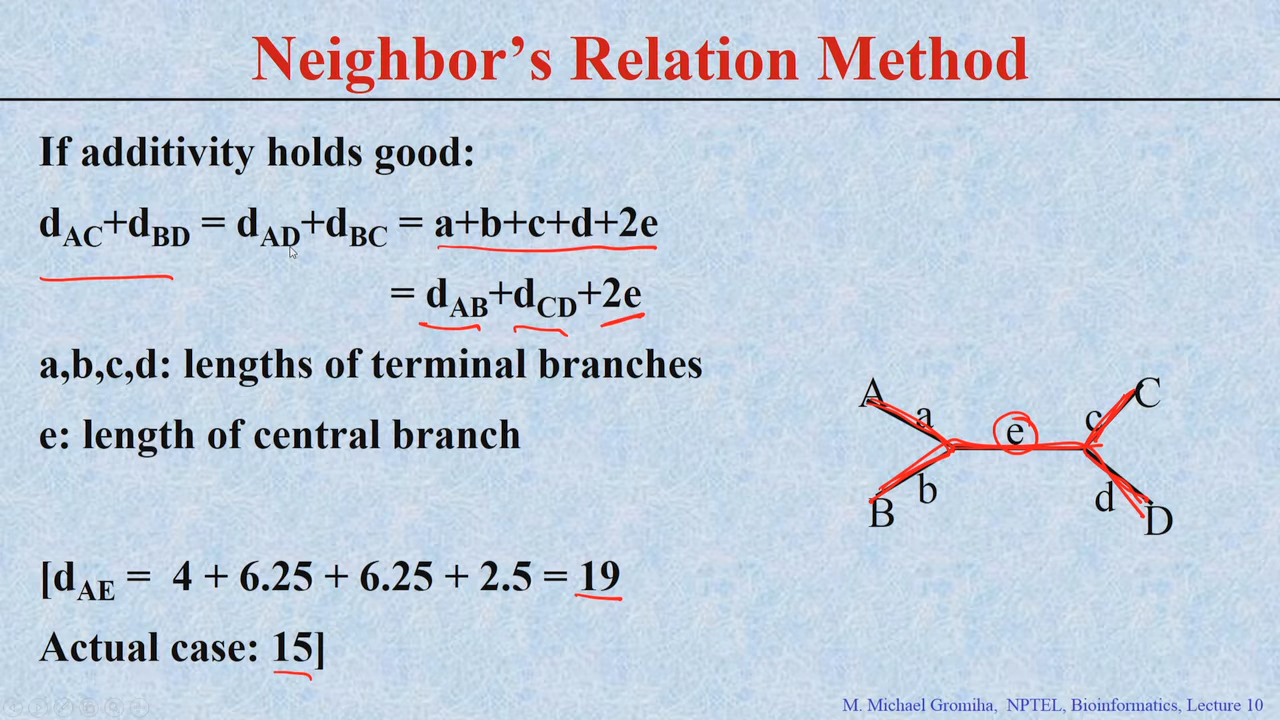 Neighbor's Relation Method
If additivity holds good:
d_AC+d_BD = d_AD+d_BC = a+b+c+d+2e
= d_AB+d_CD+2e
a,b,c,d: lengths of terminal branches
e: length of central branch
A a e c C
B b d D
[d_AE = 4 + 6.25 + 6.25 + 2.5 = 19
Actual case: 15]
M. Michael Gromiha, NPTEL, Bioinformatics, Lecture 10